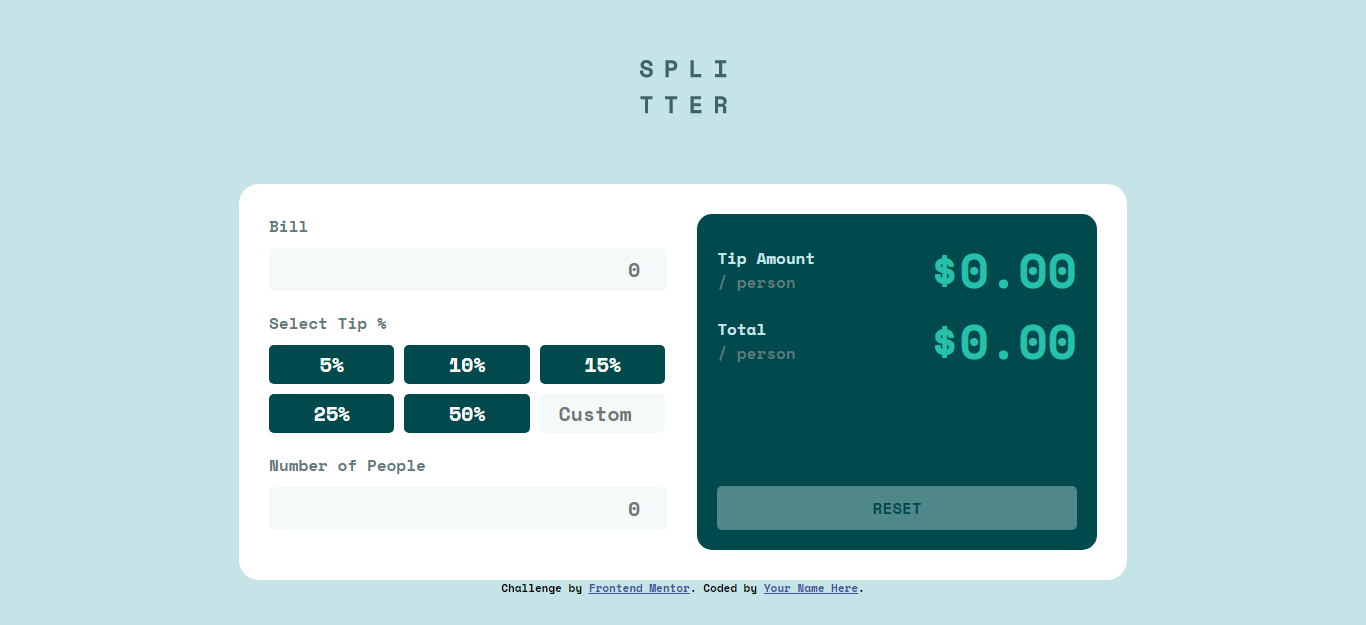 SPLI
TTER
Bill
0
Select Tip %
5%
10%
15%
25%
50%
Custom
Number of People
0
Tip Amount
/ person
$0.00
Total
/ person
$0.00
RESET
Challenge by Frontend Mentor. Coded by Your Name Here.